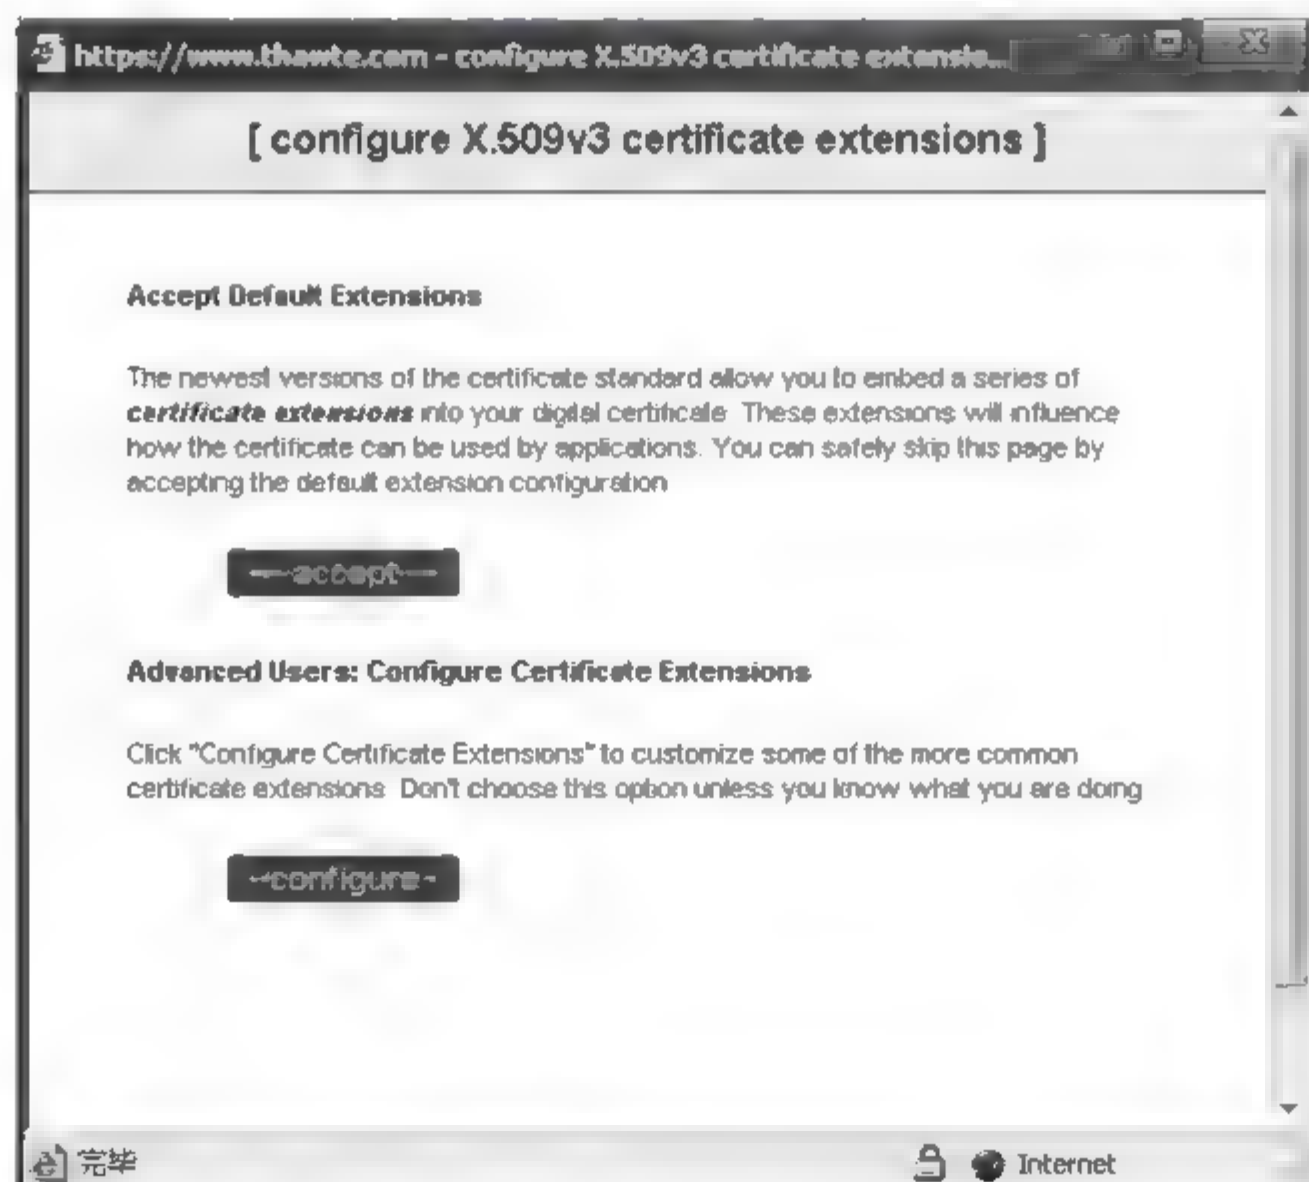 https://www.thawte.com - configure X.509v3 certificate extensio...
[ configure X.509v3 certificate extensions ]
Accept Default Extensions
The newest versions of the certificate standard allow you to embed a series of
certificate extensions into your digital certificate. These extensions will influence
how the certificate can be used by applications. You can safely skip this page by
accepting the default extension configuration
accept
Advanced Users: Configure Certificate Extensions
Click "Configure Certificate Extensions" to customize some of the more common
certificate extensions. Don't choose this option unless you know what you are doing
configure
完毕
Internet